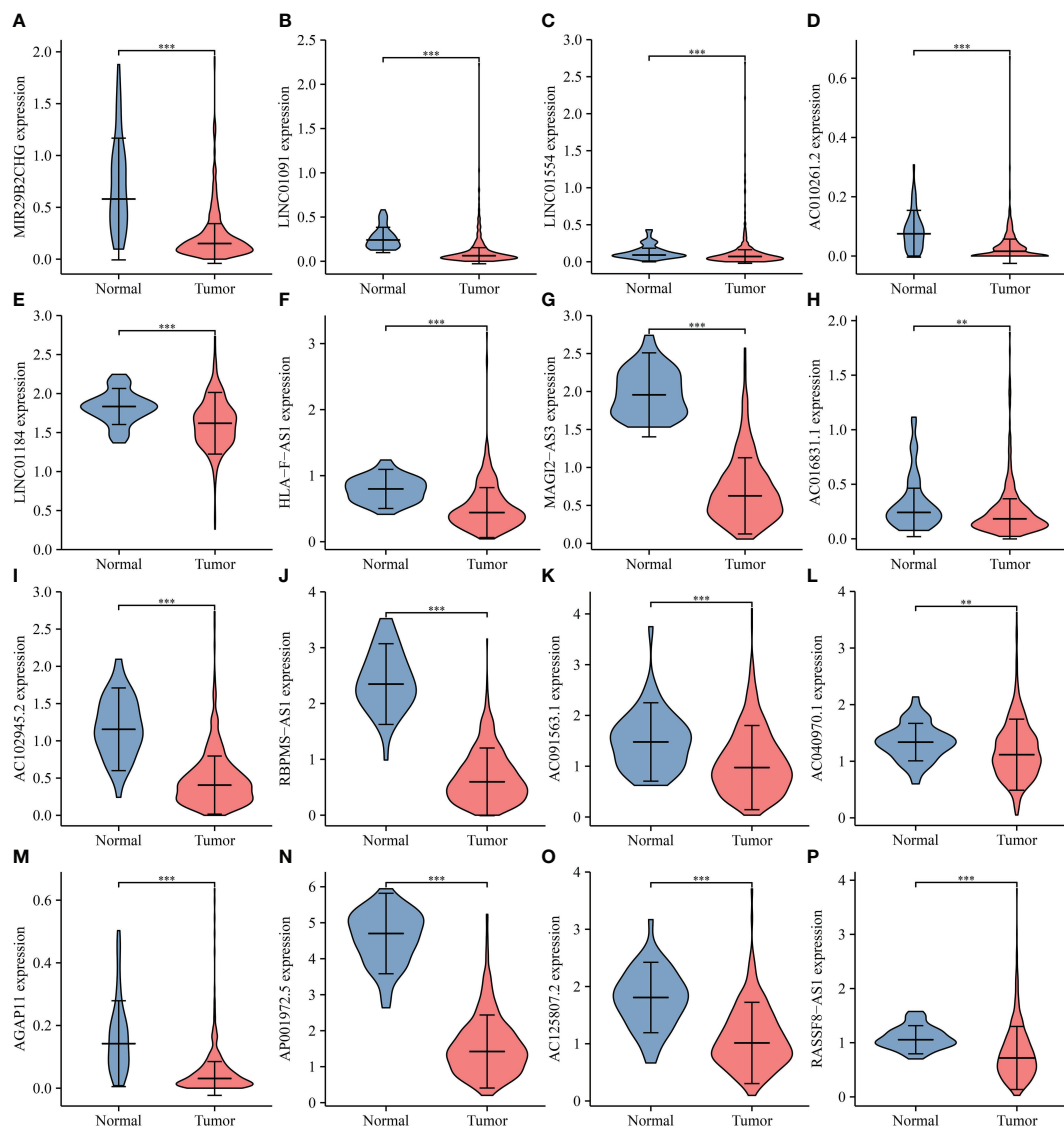 A
MIR29B2CHG expression
2.0
1.5
1.0
0.5
0.0
***
Normal Tumor
B
LINC01091 expression
2.5
2.0
1.5
1.0
0.5
0.0
***
Normal Tumor
C
LINC01554 expression
3.0
2.5
2.0
1.5
1.0
0.5
0.0
***
Normal Tumor
D
AC010261.2 expression
0.6
0.4
0.2
0.0
***
Normal Tumor
E
LINC01184 expression
3.0
2.5
2.0
1.5
1.0
0.5
0.0
***
Normal Tumor
F
HLA−F−AS1 expression
3
2
1
0
***
Normal Tumor
G
MAGI2−AS3 expression
3.0
2.5
2.0
1.5
1.0
0.5
0.0
***
Normal Tumor
H
AC016831.1 expression
2.0
1.5
1.0
0.5
0.0
**
Normal Tumor
I
AC102945.2 expression
3.0
2.5
2.0
1.5
1.0
0.5
0.0
***
Normal Tumor
J
RBPMS−AS1 expression
4
3
2
1
0
***
Normal Tumor
K
AC091563.1 expression
4
3
2
1
0
***
Normal Tumor
L
AC040970.1 expression
4
3
2
1
0
**
Normal Tumor
M
AGAP11 expression
0.6
0.4
0.2
0.0
***
Normal Tumor
N
AP001972.5 expression
6
5
4
3
2
1
0
***
Normal Tumor
O
AC125807.2 expression
4
3
2
1
0
***
Normal Tumor
P
RASSF8−AS1 expression
4
3
2
1
0
***
Normal Tumor